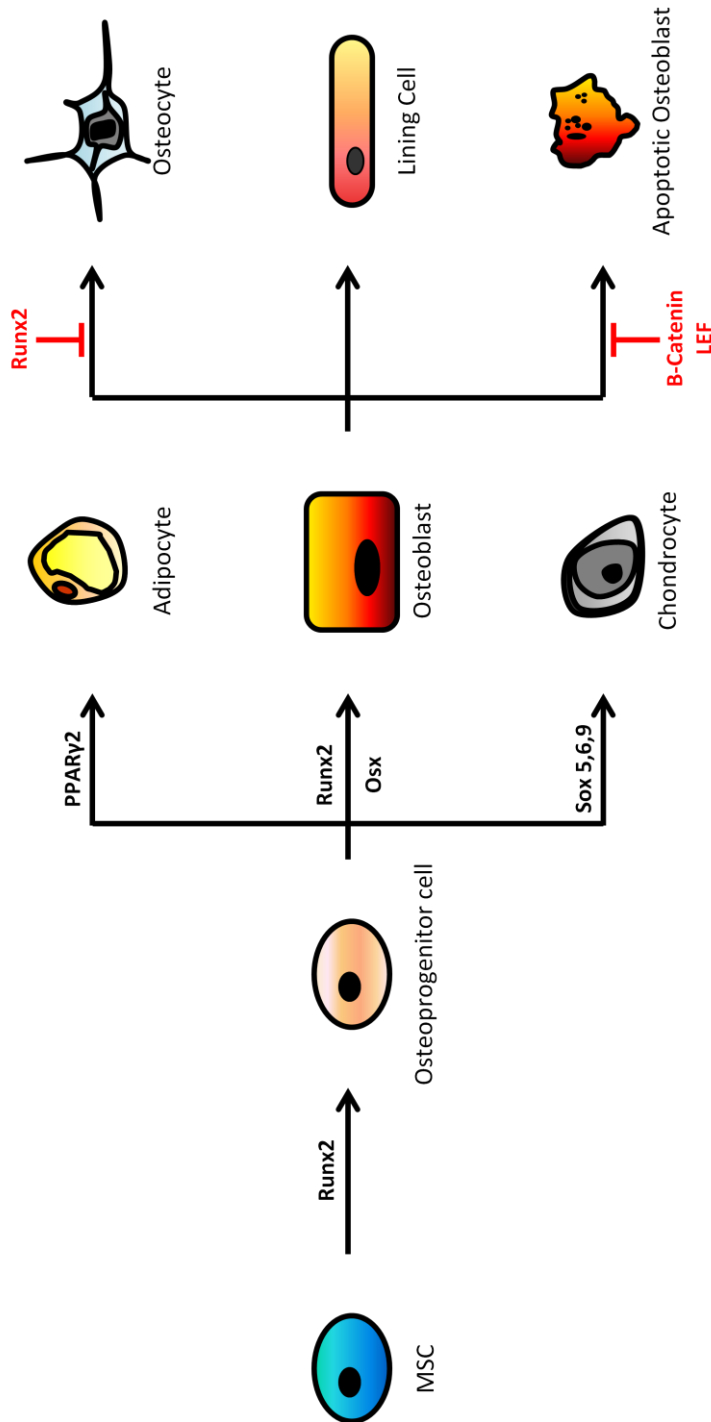 MSC
Runx2
Osteoprogenitor cell
PPARγ2
Runx2
Osx
Sox 5,6,9
Adipocyte
Osteoblast
Chondrocyte
Runx2
B-Catenin
LEF
Osteocyte
Lining Cell
Apoptotic Osteoblast